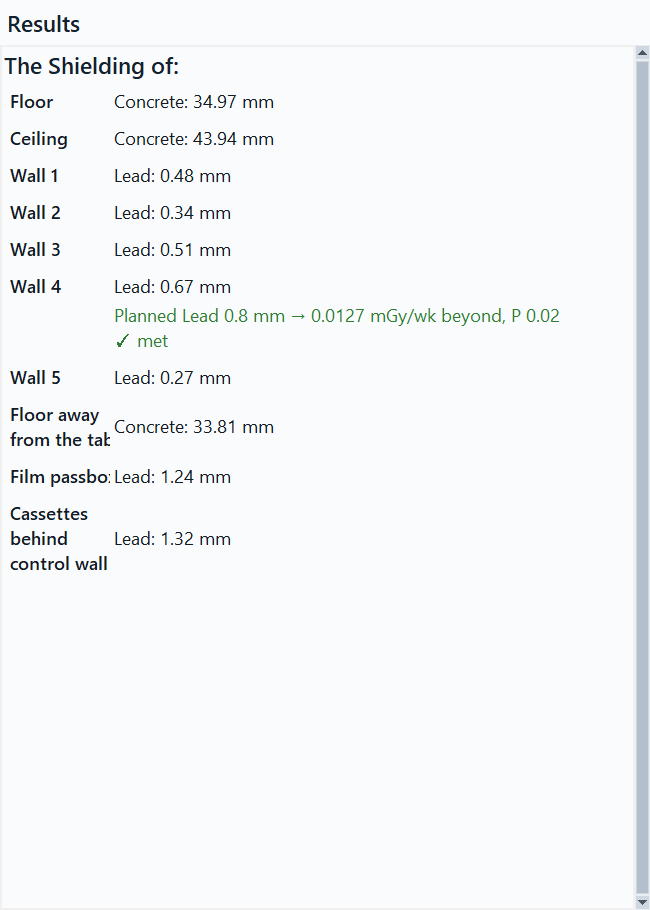 Results
The Shielding of:
Floor Concrete: 34.97 mm
Ceiling Concrete: 43.94 mm
Wall 1 Lead: 0.48 mm
Wall 2 Lead: 0.34 mm
Wall 3 Lead: 0.51 mm
Wall 4 Lead: 0.67 mm
Planned Lead 0.8 mm → 0.0127 mGy/wk beyond, P 0.02
✓ met
Wall 5 Lead: 0.27 mm
Floor away
from the tab
Concrete: 33.81 mm
Film passbo Lead: 1.24 mm
Cassettes
behind
control wall
Lead: 1.32 mm